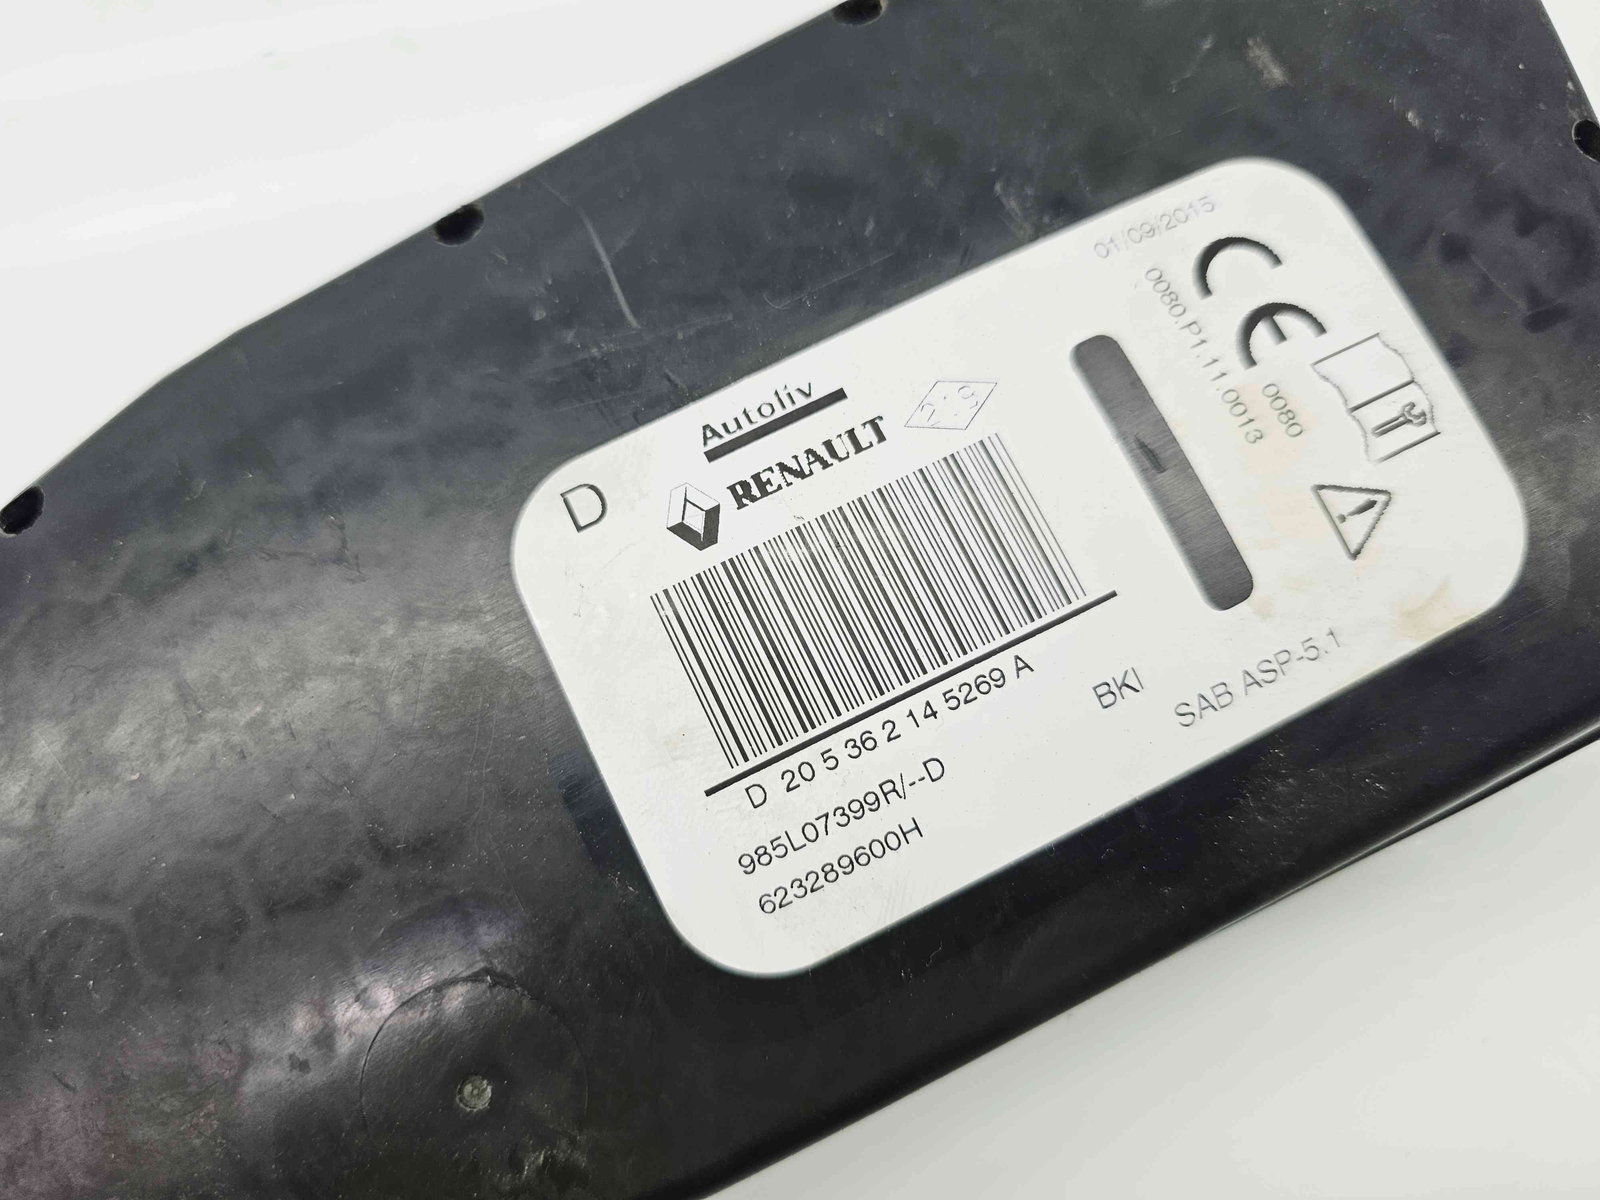 01/09/2015
0080.P1.11.0013
0080
Autoliv
RENAULT
D
D 20 5 36 2 14 5269 A
985L07399R/--D
623289600H
BKI
SAB ASP-5.1